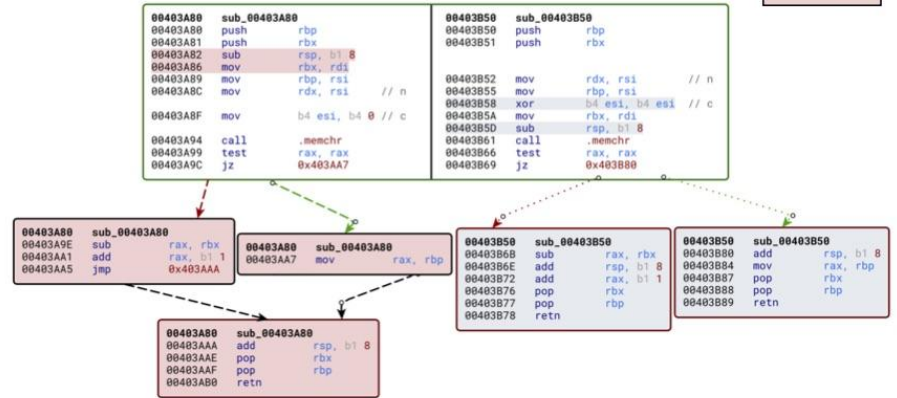 00403A80 sub_00403A80
00403A80 push rbp
00403A81 push rbx
00403A82 sub rsp, b1 8
00403A86 mov rbx, rdi
00403A89 mov rbp, rsi
00403A8C mov rdx, rsi // n
00403A8F mov b4 esi, b4 0 // c
00403A94 call .memchr
00403A99 test rax, rax
00403A9C jz 0x403AA7
00403B50 sub_00403B50
00403B50 push rbp
00403B51 push rbx
00403B52 mov rdx, rsi // n
00403B55 mov rbp, rsi
00403B58 xor b4 esi, b4 esi // c
00403B5A mov rbx, rdi
00403B5D sub rsp, b1 8
00403B61 call .memchr
00403B66 test rax, rax
00403B69 jz 0x403B80
00403A80 sub_00403A80
00403A9E sub rax, rbx
00403AA1 add rax, b1 1
00403AA5 jmp 0x403AAA
00403A80 sub_00403A80
00403AA7 mov rax, rbp
00403B50 sub_00403B50
00403B6B sub rax, rbx
00403B6E add rsp, b1 8
00403B72 add rax, b1 1
00403B76 pop rbx
00403B77 pop rbp
00403B78 retn
00403B50 sub_00403B50
00403B80 add rsp, b1 8
00403B84 mov rax, rbp
00403B87 pop rbx
00403B88 pop rbp
00403B89 retn
00403A80 sub_00403A80
00403AAA add rsp, b1 8
00403AAE pop rbx
00403AAF pop rbp
00403AB0 retn